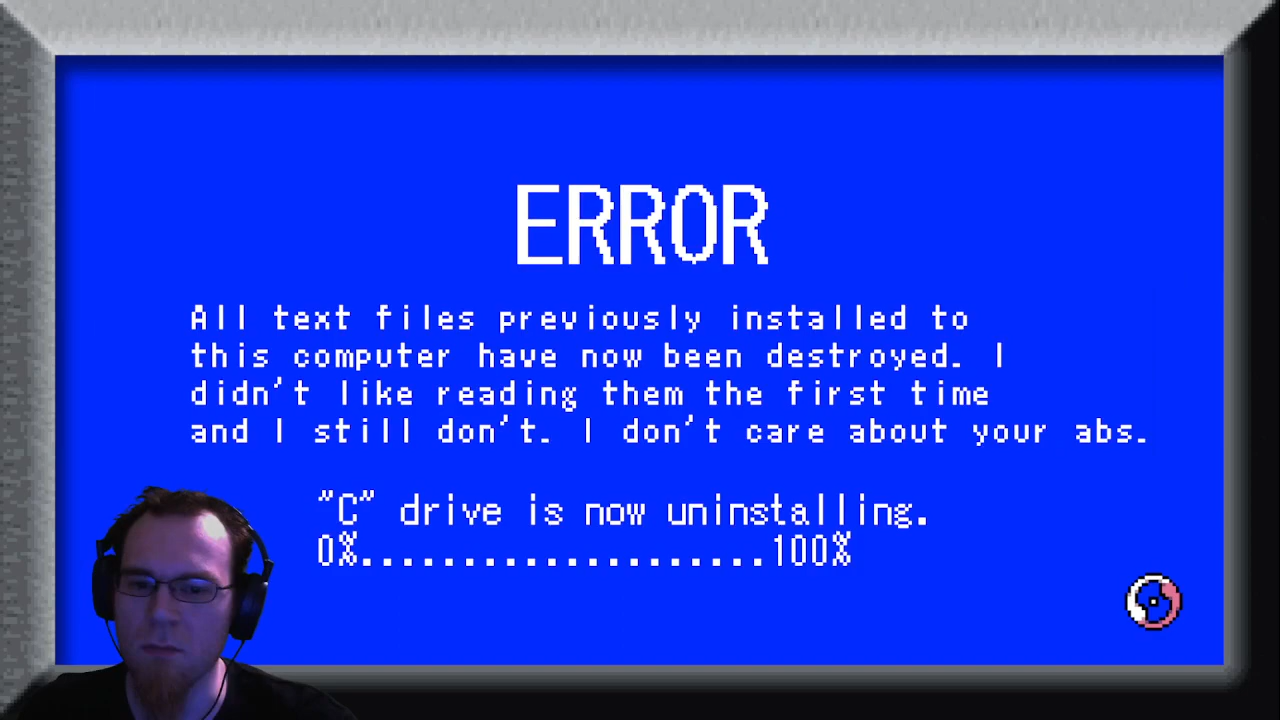 ERROR
All text files previously installed to
this computer have now been destroyed. I
didn't like reading them the first time
and I still don't. I don't care about your abs.
"C" drive is now uninstalling.
0%....................100%